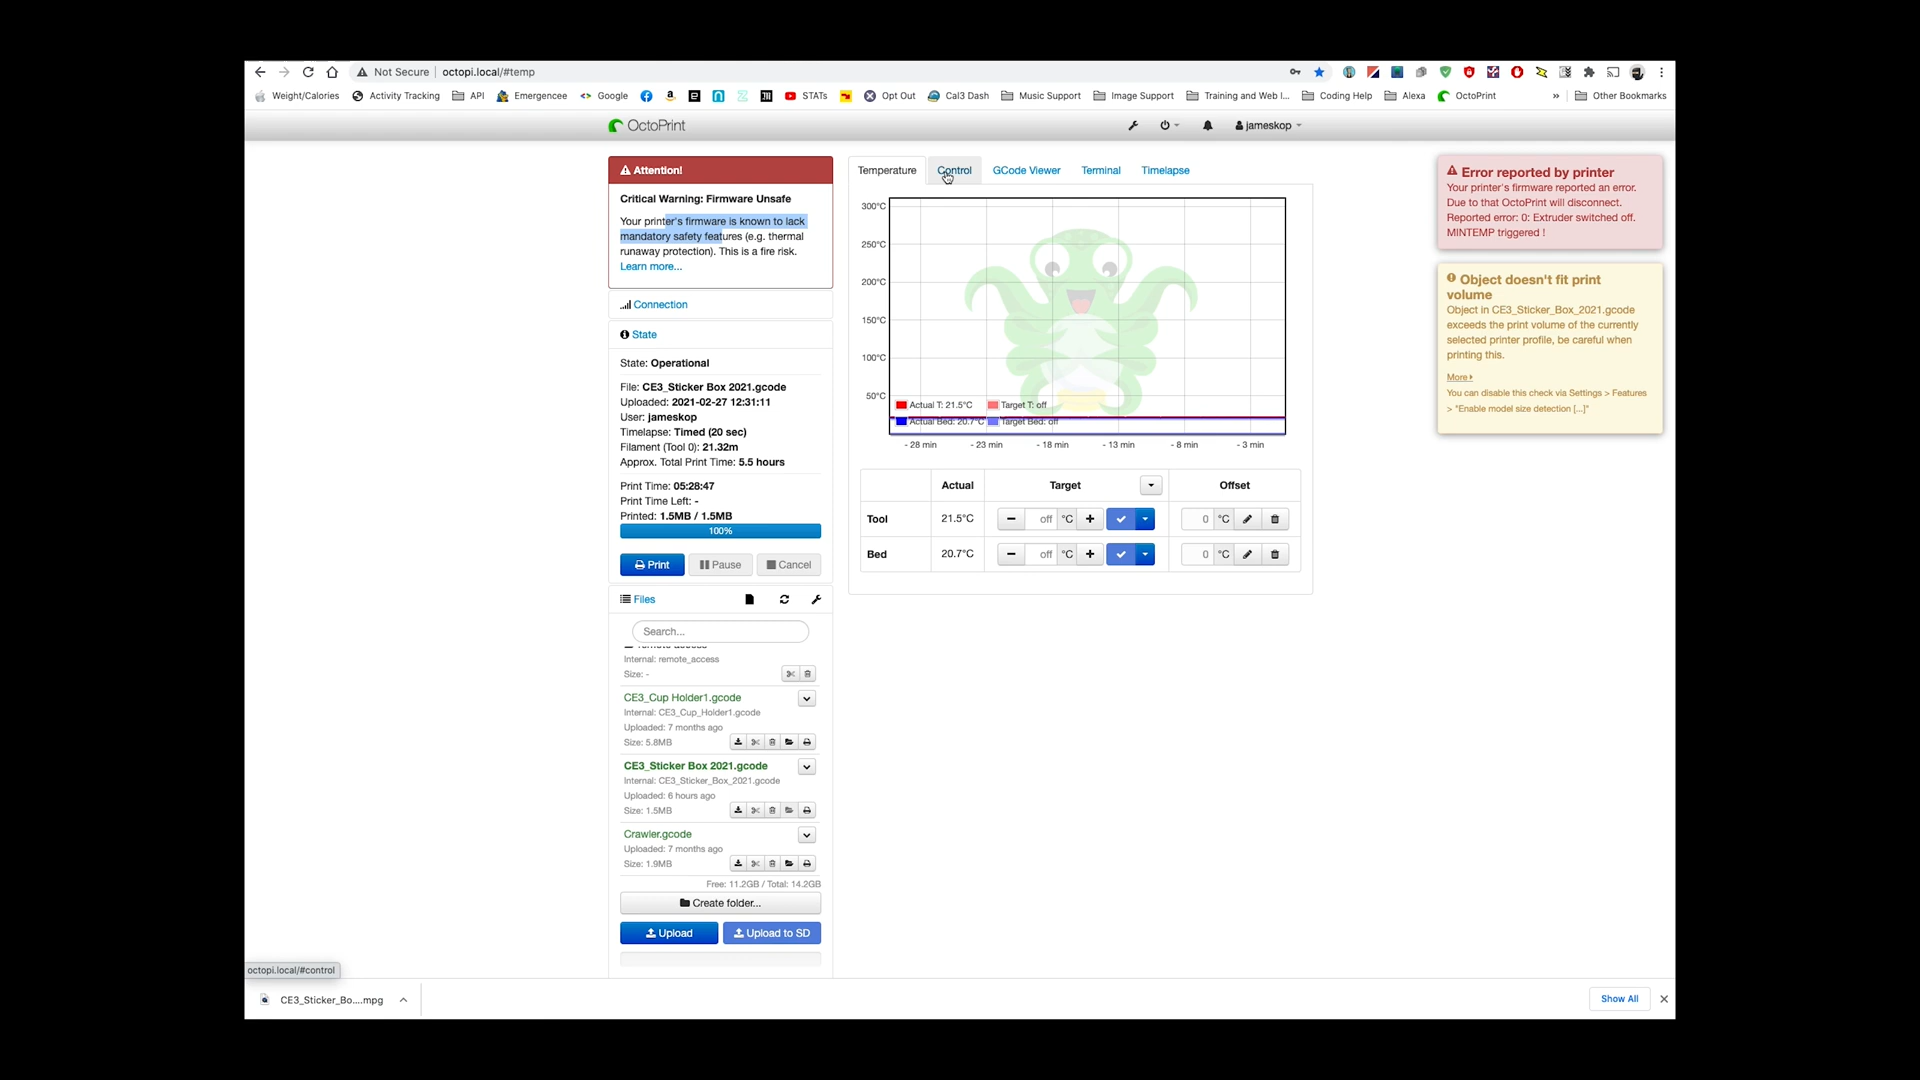 Not Secure | octopi.local/#temp
Weight/Calories Activity Tracking API Emergencee Google STATs Opt Out Cal3 Dash Music Support Image Support Training and Web I... Coding Help Alexa OctoPrint » Other Bookmarks
OctoPrint jameskop
Attention!
Critical Warning: Firmware Unsafe
Your printer's firmware is known to lack
mandatory safety features (e.g. thermal
runaway protection). This is a fire risk.
Learn more...
Connection
State
State: Operational
File: CE3_Sticker Box 2021.gcode
Uploaded: 2021-02-27 12:31:11
User: jameskop
Timelapse: Timed (20 sec)
Filament (Tool 0): 21.32m
Approx. Total Print Time: 5.5 hours
Print Time: 05:28:47
Print Time Left: -
Printed: 1.5MB / 1.5MB
100%
Print Pause Cancel
Files
Search...
Internal: remote_access
Size: -
CE3_Cup Holder1.gcode
Internal: CE3_Cup_Holder1.gcode
Uploaded: 7 months ago
Size: 5.8MB
CE3_Sticker Box 2021.gcode
Internal: CE3_Sticker_Box_2021.gcode
Uploaded: 6 hours ago
Size: 1.5MB
Crawler.gcode
Uploaded: 7 months ago
Size: 1.9MB
Free: 11.2GB / Total: 14.2GB
Create folder...
Upload Upload to SD
Temperature Control GCode Viewer Terminal Timelapse
300°C
250°C
200°C
150°C
100°C
50°C
Actual T: 21.5°C Target T: off
Actual Bed: 20.7°C Target Bed: off
- 28 min - 23 min - 18 min - 13 min - 8 min - 3 min
Actual Target Offset
Tool 21.5°C off °C 0 °C
Bed 20.7°C off °C 0 °C
Error reported by printer
Your printer's firmware reported an error.
Due to that OctoPrint will disconnect.
Reported error: 0: Extruder switched off.
MINTEMP triggered !
Object doesn't fit print
volume
Object in CE3_Sticker_Box_2021.gcode
exceeds the print volume of the currently
selected printer profile, be careful when
printing this.
More
You can disable this check via Settings > Features
> "Enable model size detection [...]"
octopi.local/#control
CE3_Sticker_Bo....mpg Show All